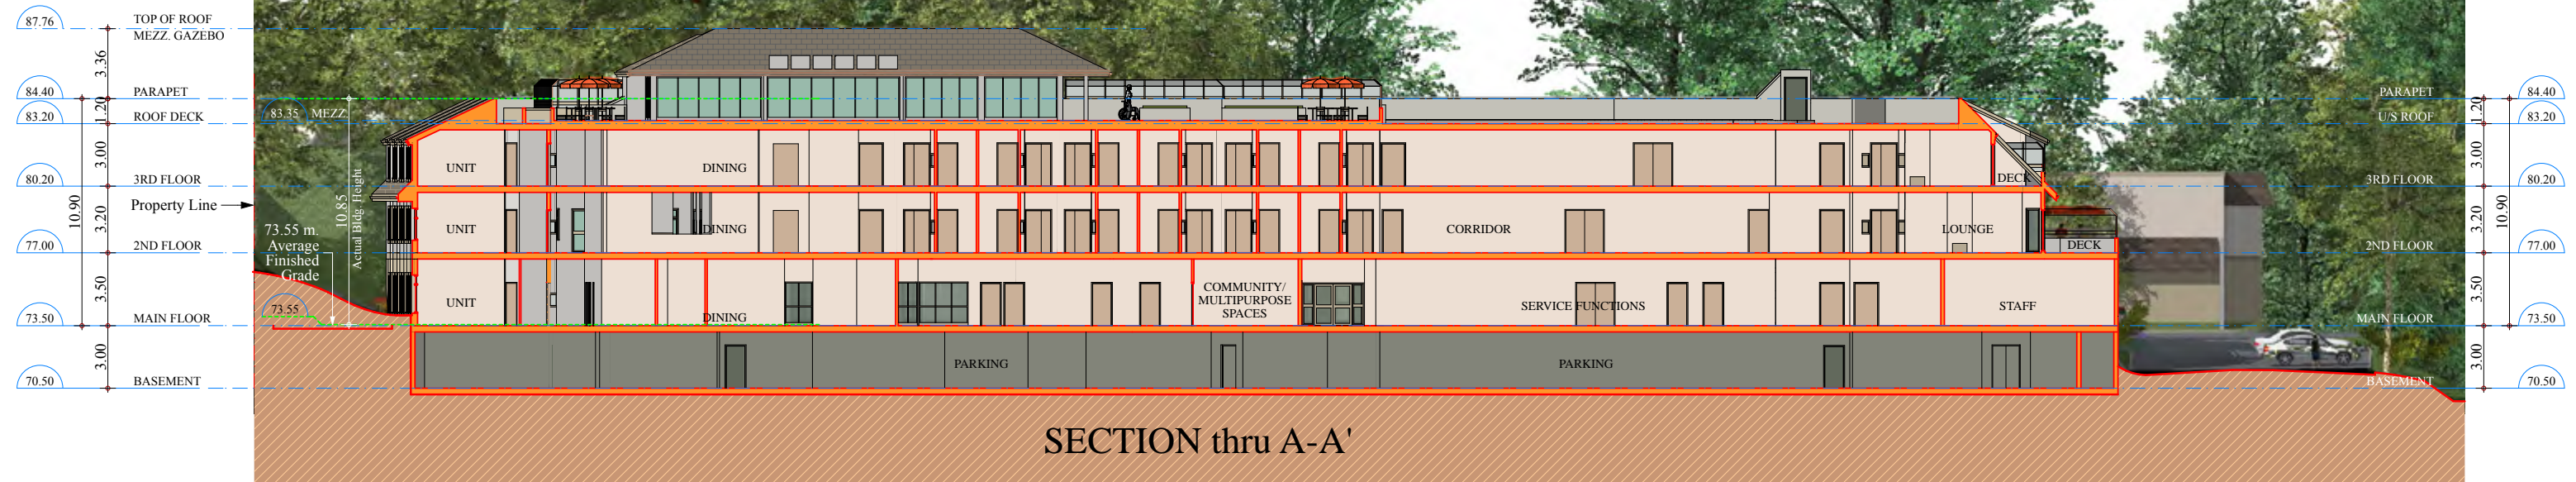 87.76 TOP OF ROOF
MEZZ. GAZEBO
3.36
84.40 PARAPET
1.20
83.20 ROOF DECK
83.35 MEZZ.
3.00
80.20 3RD FLOOR
10.90
3.20
Property Line
10.85
Actual Bldg. Height
73.55 m.
Average
Finished
Grade
77.00 2ND FLOOR
3.50
73.55
73.50 MAIN FLOOR
3.00
70.50 BASEMENT
UNIT DINING DECK
UNIT DINING CORRIDOR LOUNGE DECK
UNIT DINING
COMMUNITY/
MULTIPURPOSE
SPACES
SERVICE FUNCTIONS STAFF
PARKING PARKING
PARAPET 84.40
1.20
U/S ROOF 83.20
3.00
3RD FLOOR 80.20
3.20
10.90
2ND FLOOR 77.00
3.50
MAIN FLOOR 73.50
3.00
BASEMENT 70.50
SECTION thru A-A'